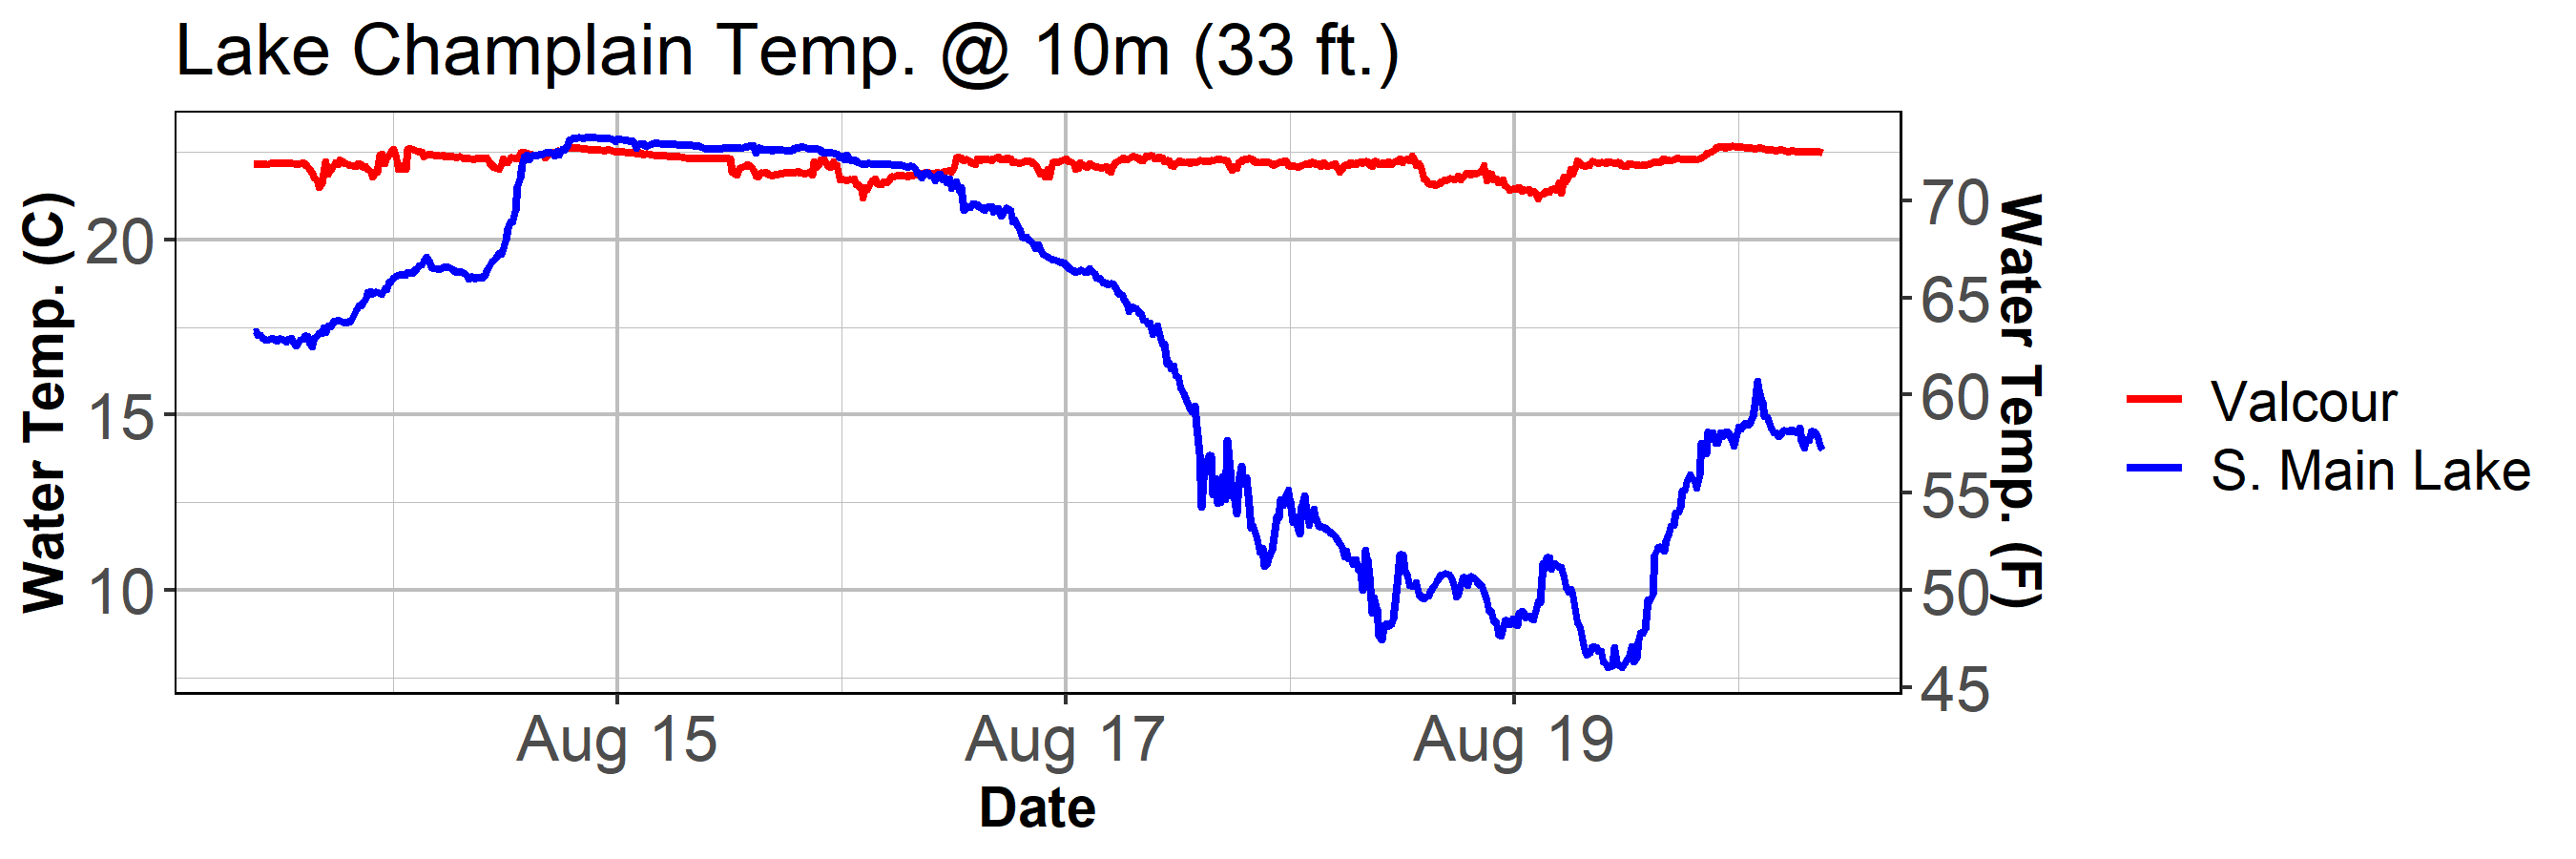 Lake Champlain Temp. @ 10m (33 ft.)
Water Temp. (C)
20
15
10
70
65
60
55
50
45
Water Temp. (F)
Aug 15
Aug 17
Aug 19
Date
Valcour
S. Main Lake